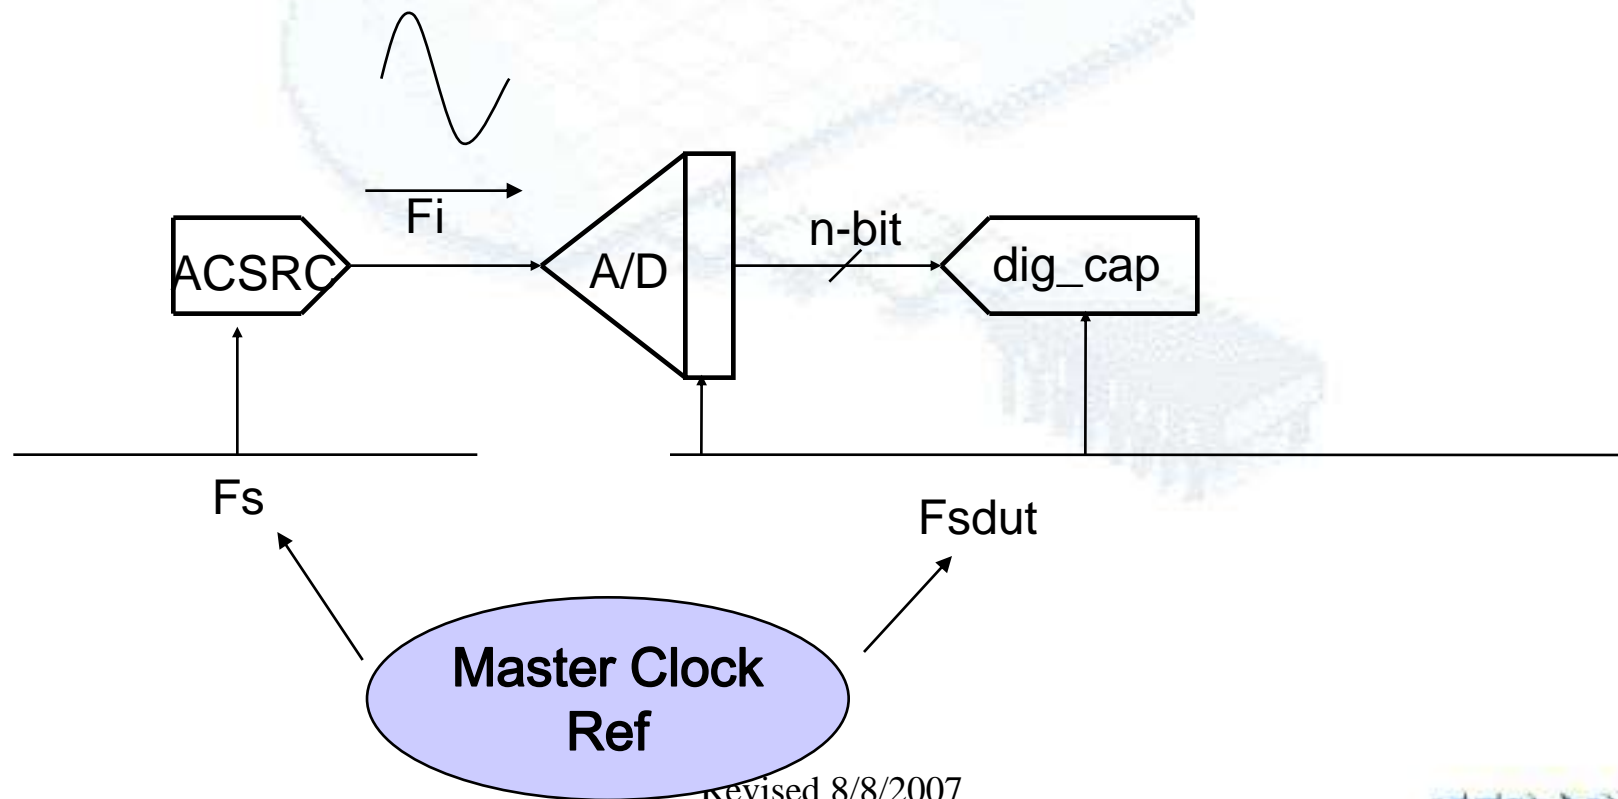 Fi
n-bit
ACSRC
A/D
dig_cap
Fs
Fsdut
Master Clock
Ref
Revised 8/8/2007